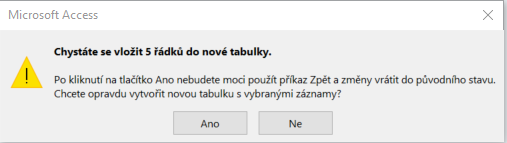 Microsoft Access
Chystáte se vložit 5 řádků do nové tabulky.
Po kliknutí na tlačítko Ano nebudete moci použít příkaz Zpět a změny vrátit do původního stavu.
Chcete opravdu vytvořit novou tabulku s vybranými záznamy?
Ano
Ne